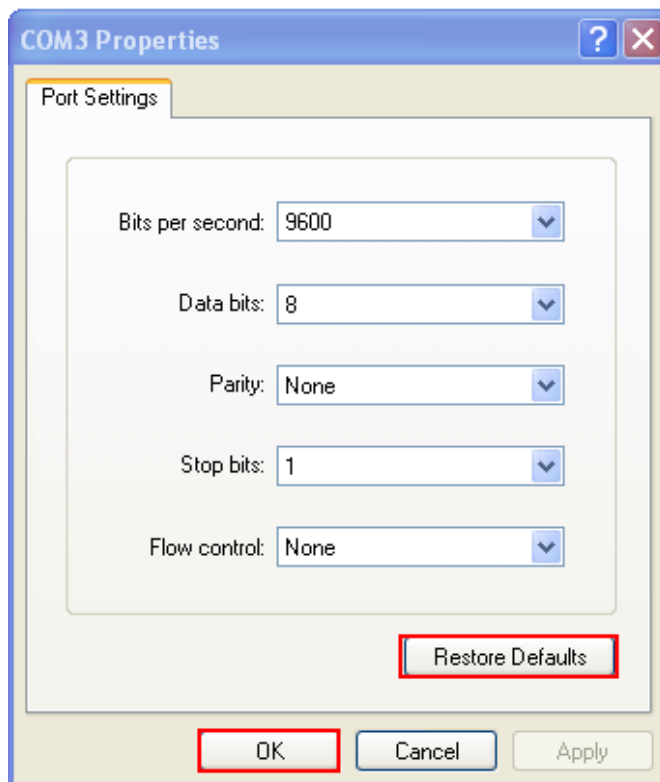 COM3 Properties
?
Port Settings
Bits per second: 9600
Data bits: 8
Parity: None
Stop bits: 1
Flow control: None
Restore Defaults
OK Cancel Apply